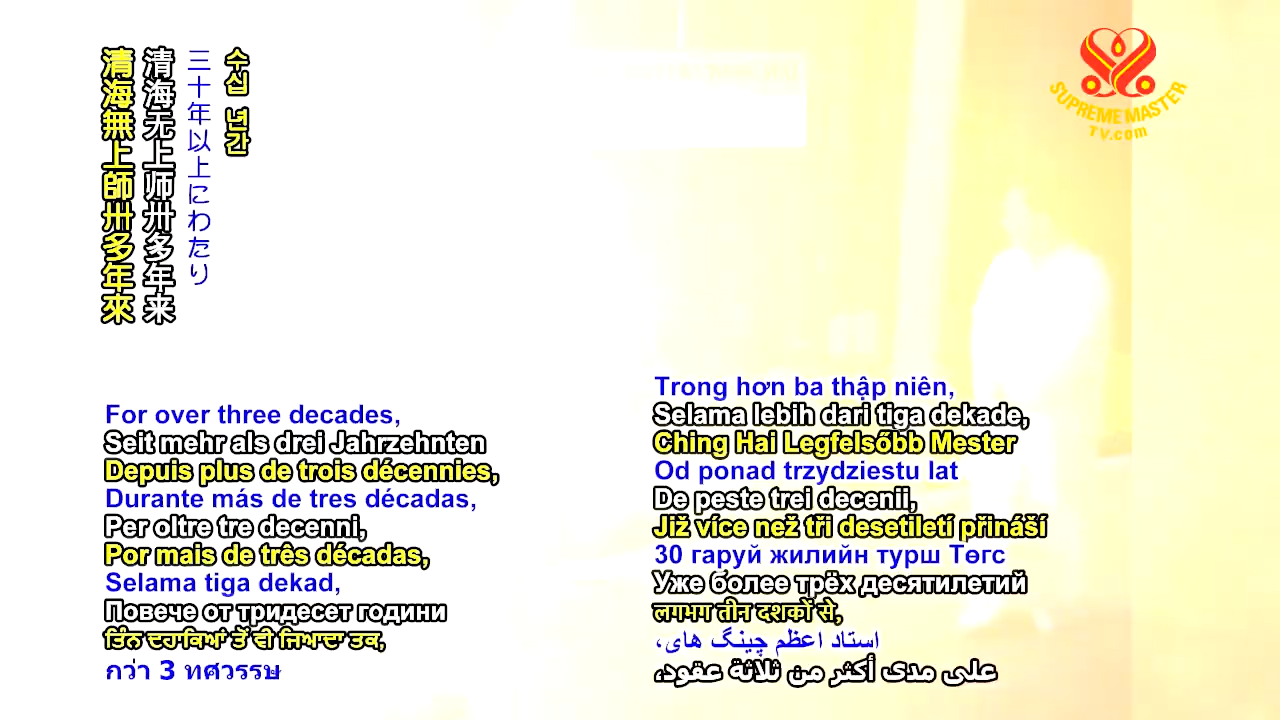 清海無上師卅多年來
清海无上师卅多年来
三十年以上にわたり
수십 년간
SUPREME MASTER
TV.com
For over three decades,
Seit mehr als drei Jahrzehnten
Depuis plus de trois décennies,
Durante más de tres décadas,
Per oltre tre decenni,
Por mais de três décadas,
Selama tiga dekad,
Повече от тридесет години
ਤਿੰਨ ਦਹਾਕਿਆਂ ਤੋਂ ਵੀ ਜਿਆਦਾ ਤਕ,
กว่า 3 ทศวรรษ
Trong hơn ba thập niên,
Selama lebih dari tiga dekade,
Ching Hai Legfelsőbb Mester
Od ponad trzydziestu lat
De peste trei decenii,
Již více než tři desetiletí přináší
30 гаруй жилийн турш Төгс
Уже более трёх десятилетий
लगभग तीन दशकों से,
استاد اعظم چینگ های،
على مدى أكثر من ثلاثة عقود،